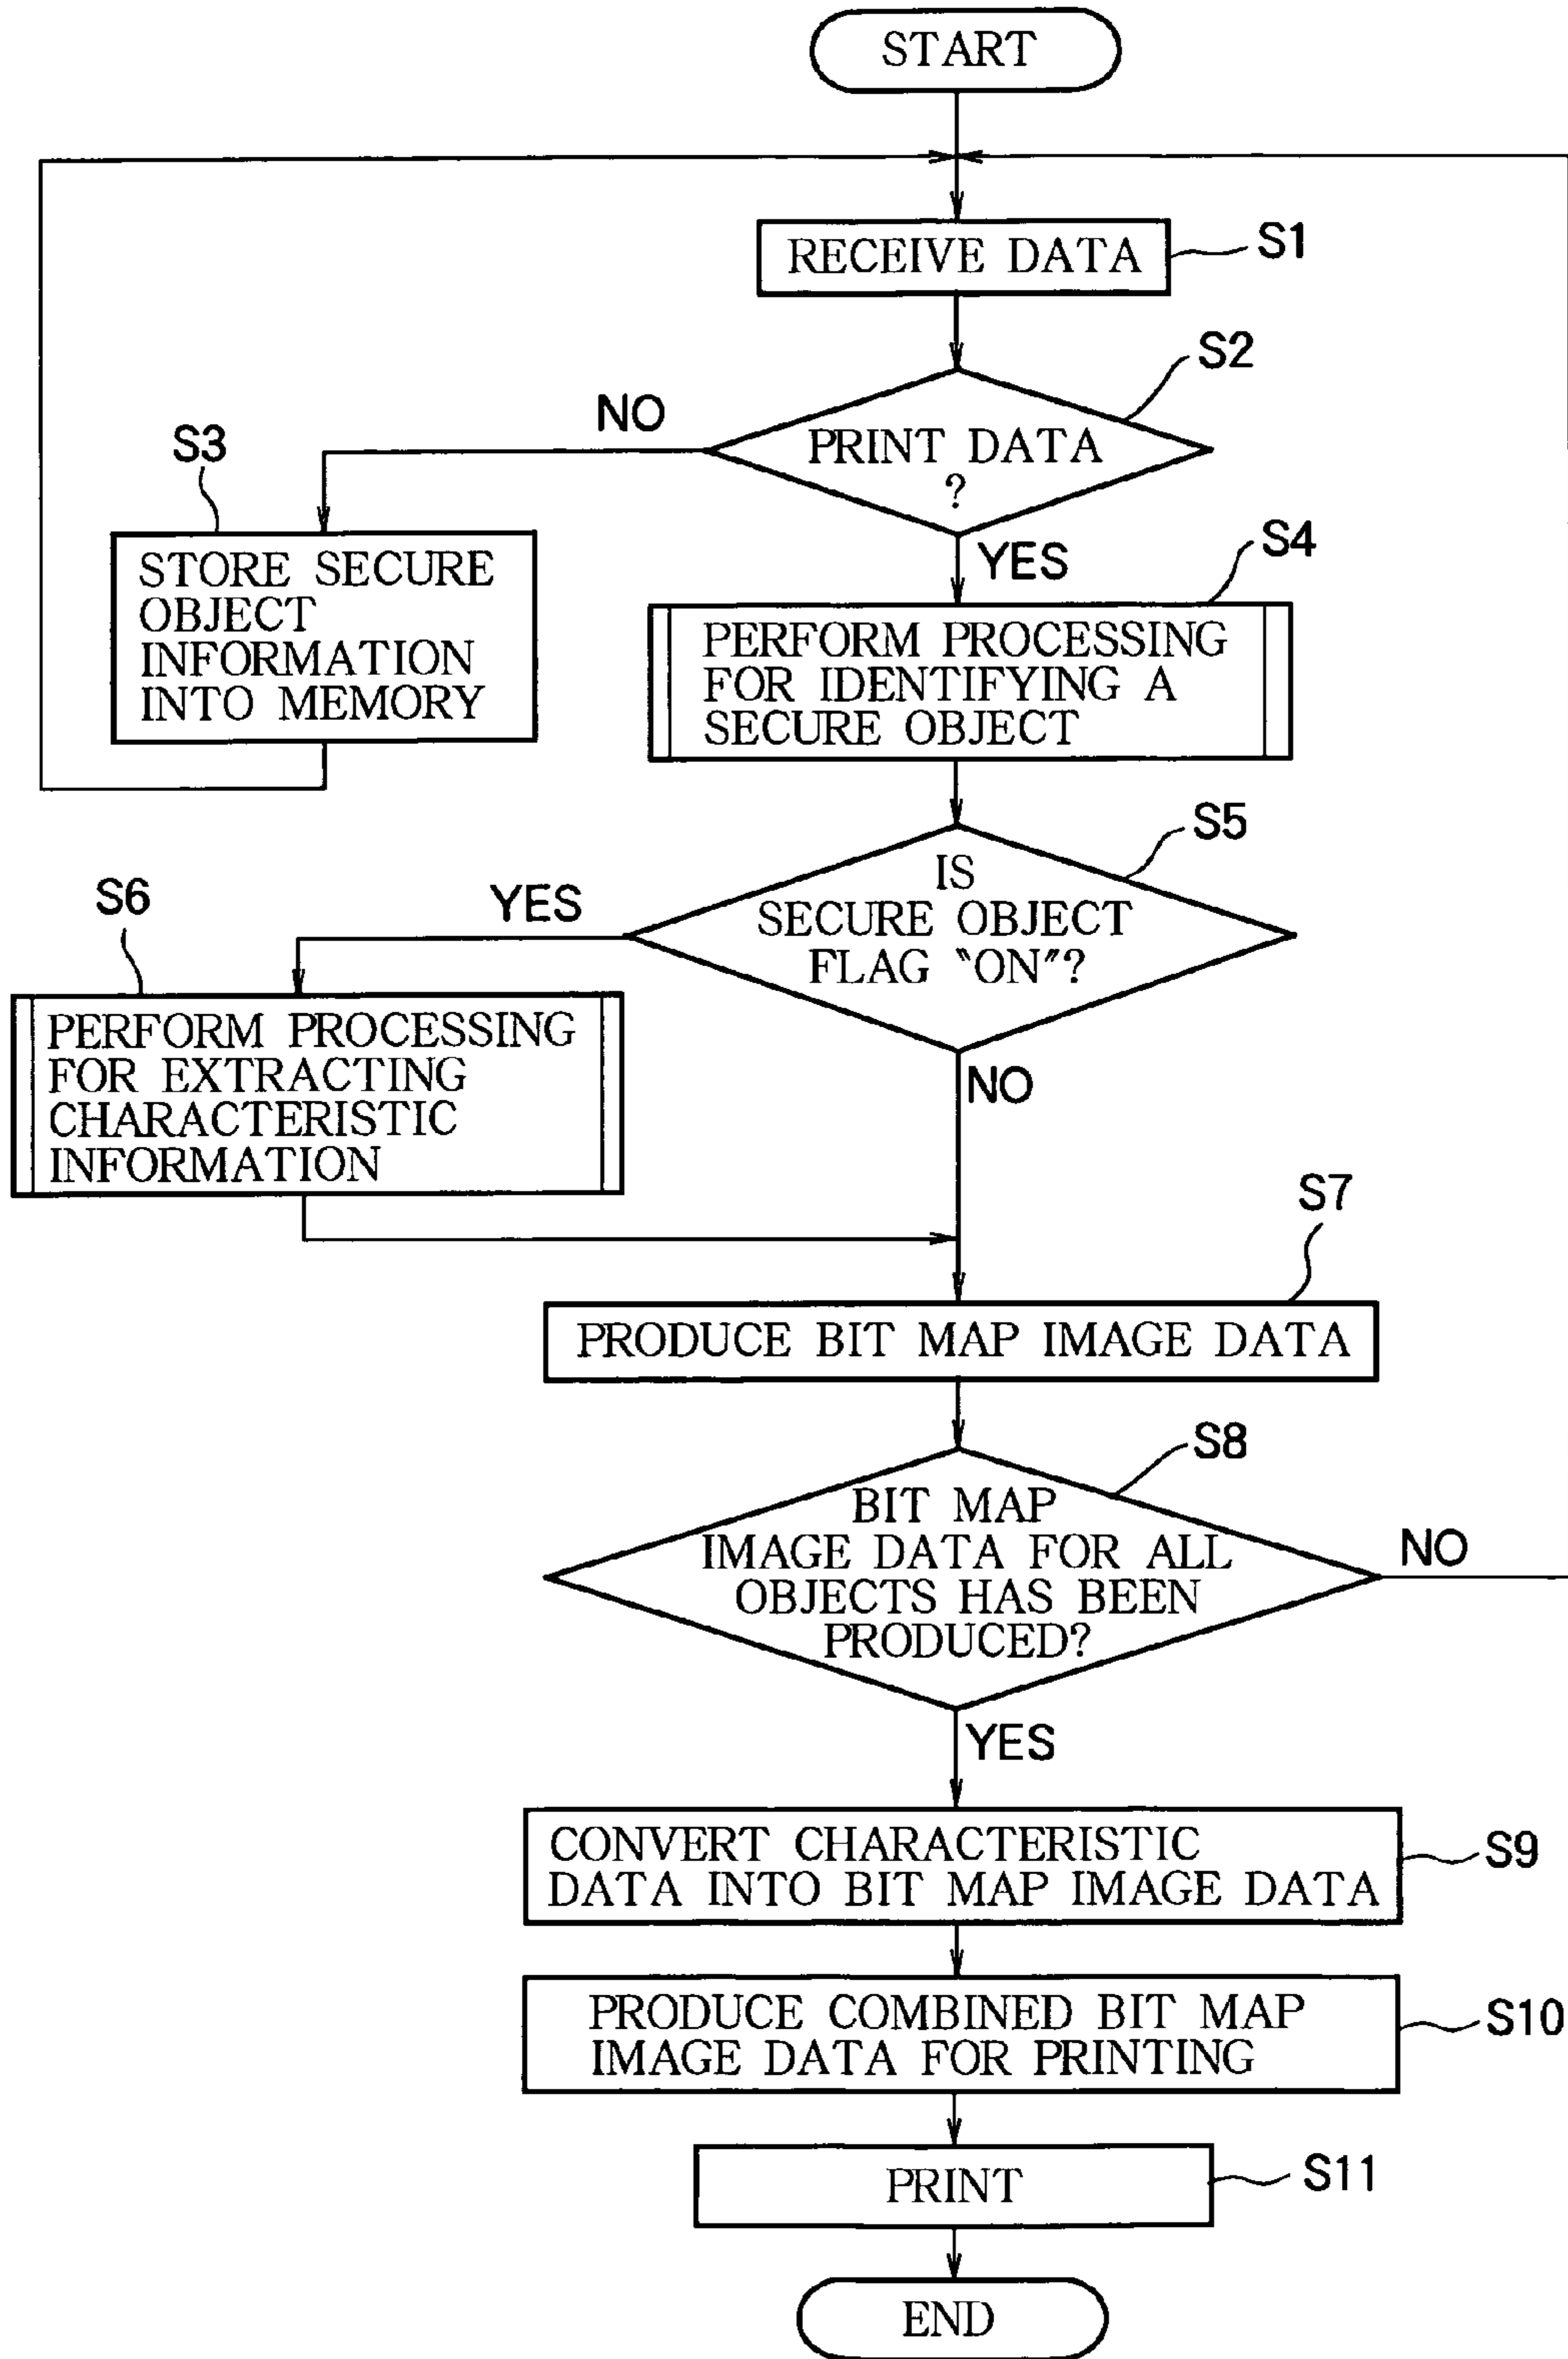 START
RECEIVE DATA
S1
S2
PRINT DATA
?
NO
YES
S3
STORE SECURE
OBJECT
INFORMATION
INTO MEMORY
S4
PERFORM PROCESSING
FOR IDENTIFYING A
SECURE OBJECT
S5
IS
SECURE OBJECT
FLAG "ON"?
YES
NO
S6
PERFORM PROCESSING
FOR EXTRACTING
CHARACTERISTIC
INFORMATION
S7
PRODUCE BIT MAP IMAGE DATA
S8
BIT MAP
IMAGE DATA FOR ALL
OBJECTS HAS BEEN
PRODUCED?
NO
YES
CONVERT CHARACTERISTIC
DATA INTO BIT MAP IMAGE DATA
S9
PRODUCE COMBINED BIT MAP
IMAGE DATA FOR PRINTING
S10
PRINT
S11
END